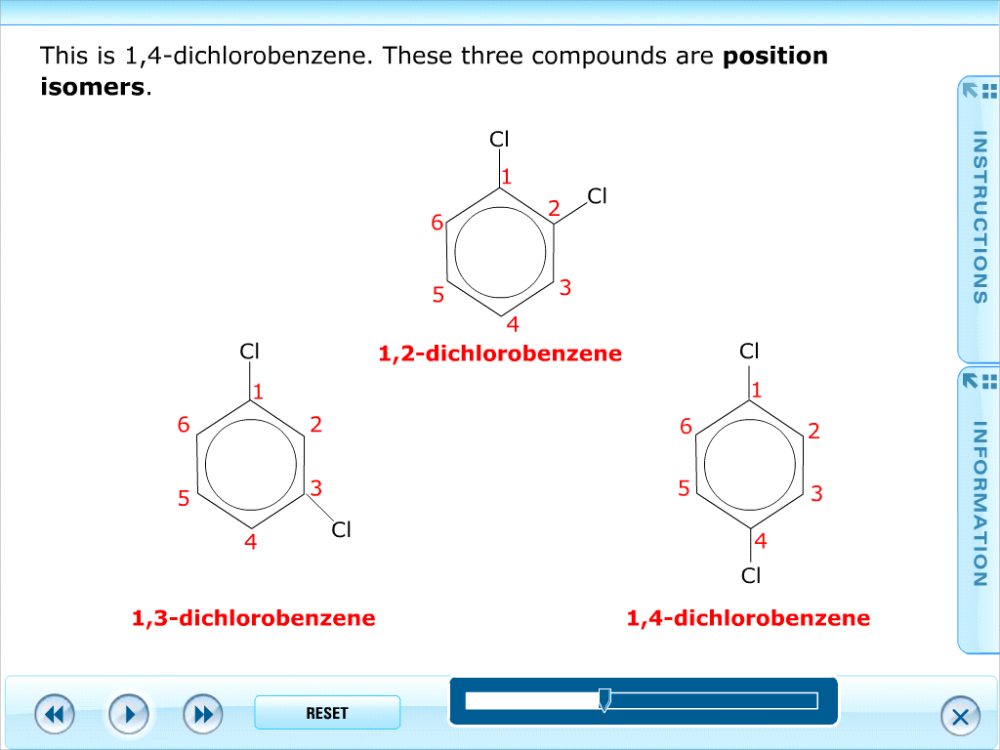 This is 1,4-dichlorobenzene. These three compounds are position
isomers.
Cl
1
2
Cl
6
5
3
4
1,2-dichlorobenzene
Cl
1
6
2
5
3
Cl
4
1,3-dichlorobenzene
Cl
1
6
2
5
3
4
Cl
1,4-dichlorobenzene
INSTRUCTIONS
INFORMATION
RESET